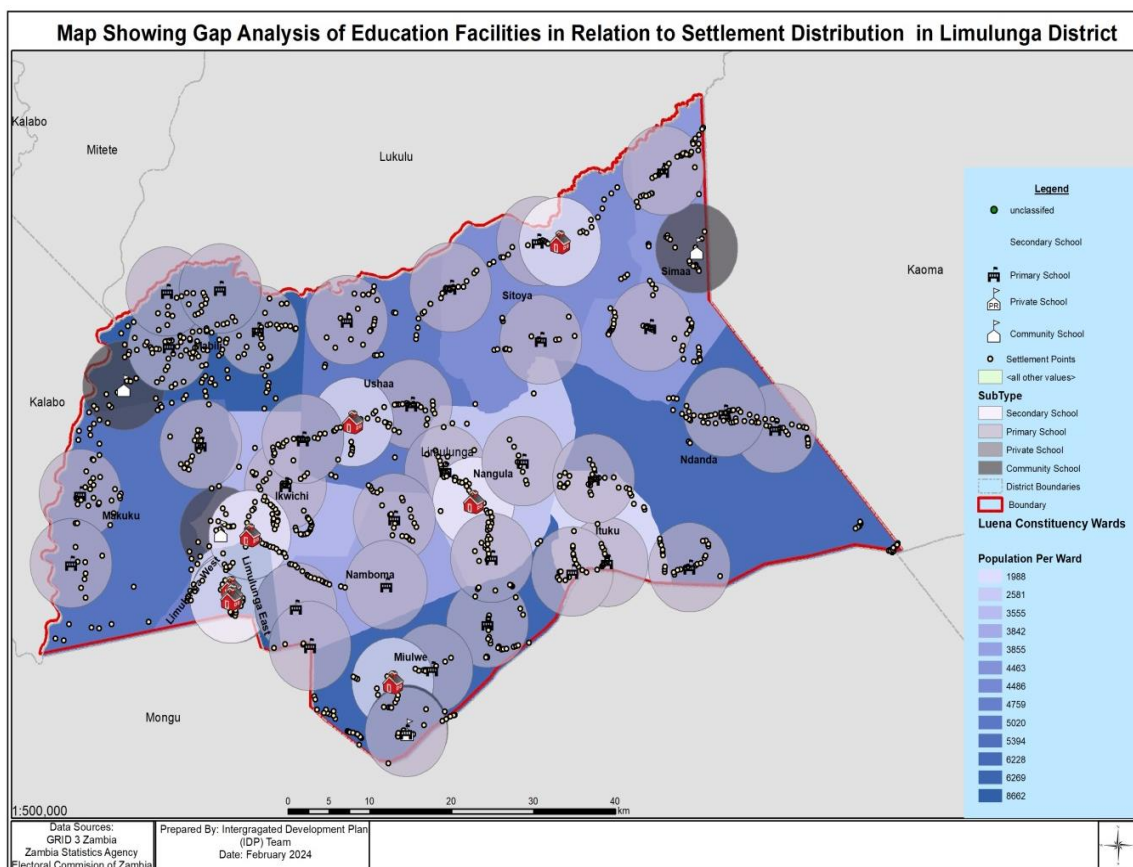 Map Showing Gap Analysis of Education Facilities in Relation to Settlement Distribution in Limulunga District
Kalabo
Mitete
Lukulu
Kaoma
Simaa
Sitoya
Kalabo
Ushaa
Limulunga
Nangula
Ndanda
Ikwichi
Makuku
Ituku
Namboma
Limulunga West
Limulunga East
Miulwe
Mongu
Legend
unclassifed
Secondary School
Primary School
PR
Private School
Community School
Settlement Points
<all other values>
SubType
Secondary School
Primary School
Private School
Community School
District Boundaries
Boundary
Luena Constituency Wards
Population Per Ward
1988
2581
3555
3842
3855
4463
4486
4759
5020
5394
6228
6269
8662
1:500,000
0 5 10 20 30 40
km
Data Sources:
GRID 3 Zambia
Zambia Statistics Agency
Electoral Commision of Zambia
Prepared By: Intergragated Development Plan
(IDP) Team
Date: February 2024